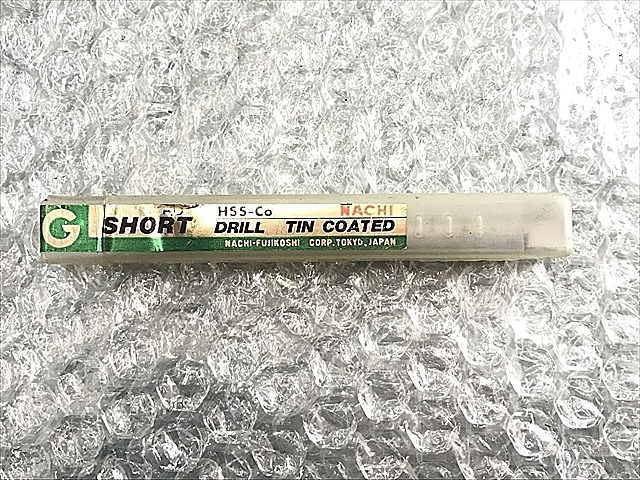 G
HSS-Co
NACHI
SHORT DRILL TIN COATED
NACHI-FUJIKOSHI CORP. TOKYO, JAPAN